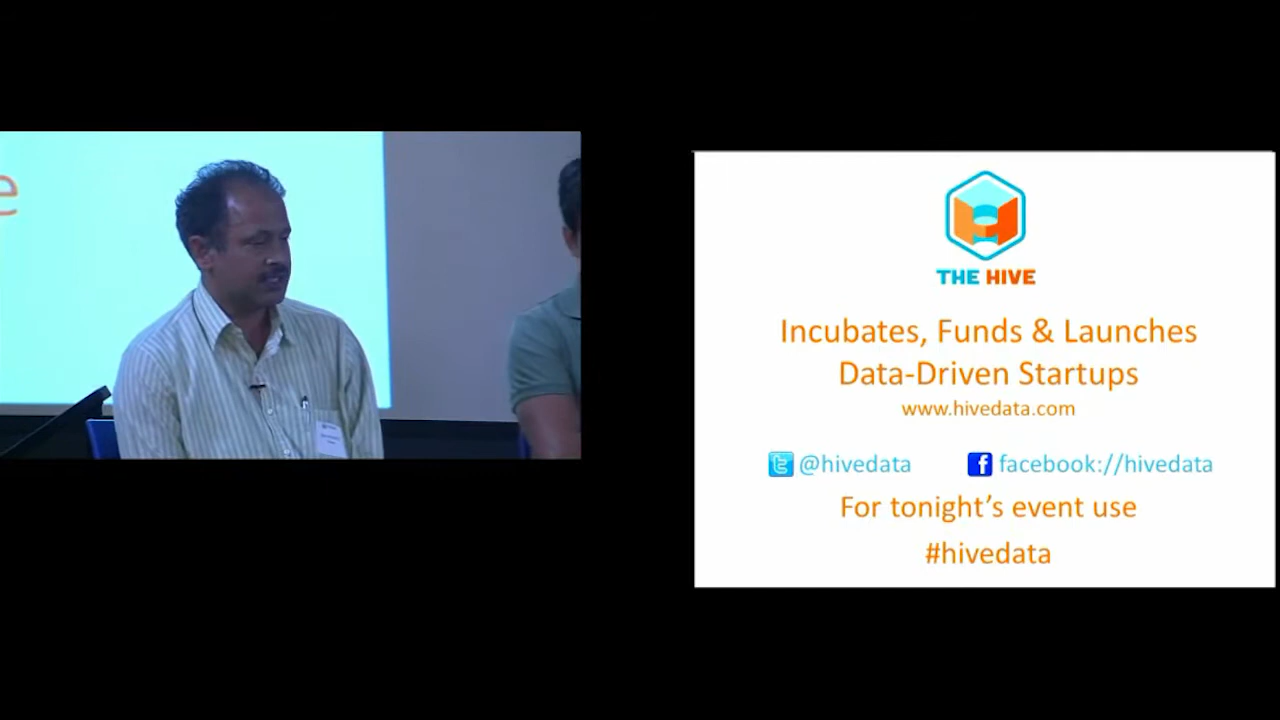 e
THE HIVE
Incubates, Funds & Launches
Data-Driven Startups
www.hivedata.com
@hivedata
facebook://hivedata
For tonight’s event use
#hivedata